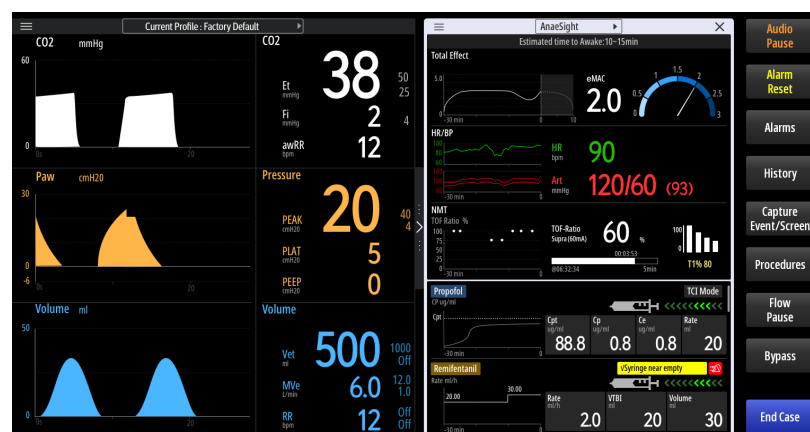 Current Profile : Factory Default
CO2 mmHg
60
0
0s
20
CO2
Et
mmHg
38
50
25
Fi
mmHg
2
4
awRR
bpm
12
Paw cmH20
30
0
-6
0s
20
Pressure
PEAK
cmH20
20
40
4
PLAT
cmH20
5
PEEP
cmH20
0
Volume ml
50
0
0s
20
Volume
Vet
ml
500
1000
Off
MVe
L/min
6.0
12.0
1.0
RR
bpm
12
Off
Off
AnaeSight
Estimated time to Awake:10~15min
Total Effect
5.0
-30 min
0
10
eMAC
2.0
0
0.5
1
1.5
2
2.5
3
HR/BP
100
80
60
HR
bpm
90
-30 min
0
Art
mmHg
120/60 (93)
NMT
TOF Ratio %
100
75
50
25
-30 min
0
TOF-Ratio
Supra (60mA)
60 %
00:03:53
@06:32:34
5min
100
T1% 80
Propofol
TCI Mode
CP ug/ml
Cpt
-30 min
0
Cpt
ug/ml
88.8
Cp
ug/ml
0.8
Ce
ug/ml
0.8
Rate
ml
20
Remifentanil
√Syringe near empty
Rate ml/h
20.00
30.00
-30 min
0
Rate
ml/h
2.0
VTBI
ml
20
Volume
ml
30
Audio
Pause
Alarm
Reset
Alarms
History
Capture
Event/Screen
Procedures
Flow
Pause
Bypass
End Case